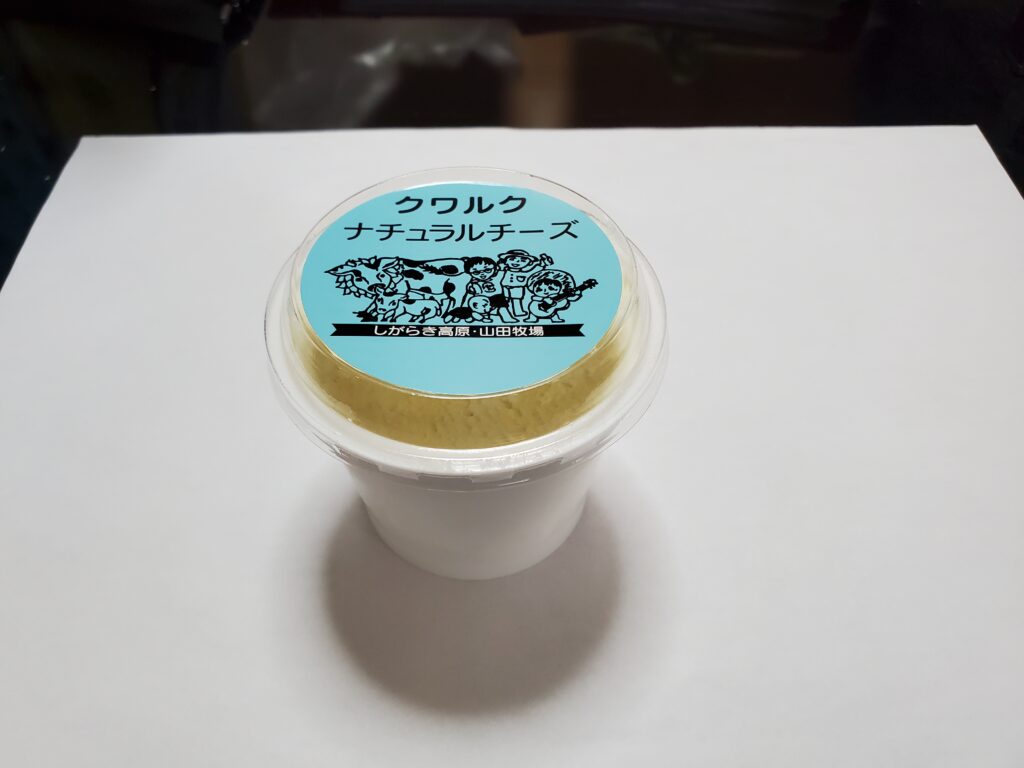 クワルク
ナチュラルチーズ
しがらき高原・山田牧場